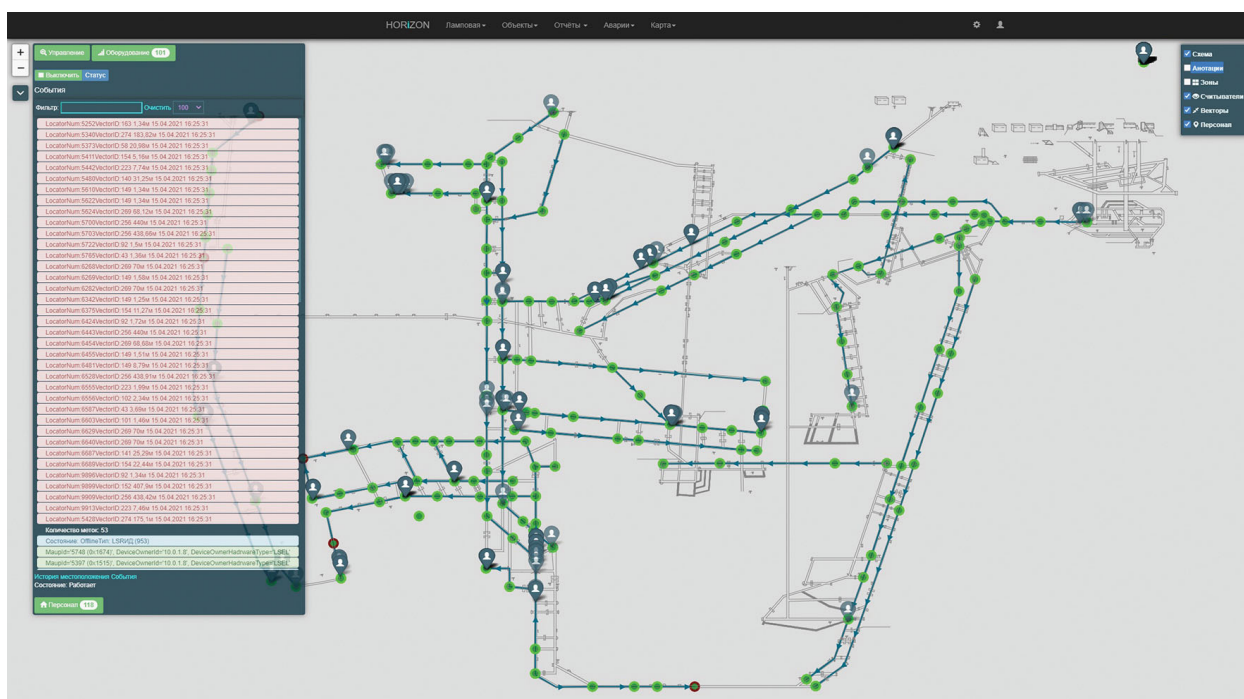 HORIZON Ламповая Объекты Отчёты Аварии Карта
+
−
Управление Оборудование 101
Выключить Статус
События
Фильтр: Очистить 100
LocatorNum:5252VectorID:163 1,34м 15.04.2021 16:25:31
LocatorNum:5340VectorID:274 183,82м 15.04.2021 16:25:31
LocatorNum:5373VectorID:58 20,98м 15.04.2021 16:25:31
LocatorNum:5411VectorID:154 5,16м 15.04.2021 16:25:31
LocatorNum:5442VectorID:223 7,74м 15.04.2021 16:25:31
LocatorNum:5480VectorID:149 31,25м 15.04.2021 16:25:31
LocatorNum:5610VectorID:149 1,34м 15.04.2021 16:25:31
LocatorNum:5622VectorID:149 1,34м 15.04.2021 16:25:31
LocatorNum:5624VectorID:269 68,12м 15.04.2021 16:25:31
LocatorNum:5700VectorID:256 440м 15.04.2021 16:25:31
LocatorNum:5703VectorID:256 438,66м 15.04.2021 16:25:31
LocatorNum:5722VectorID:92 1,5м 15.04.2021 16:25:31
LocatorNum:5765VectorID:43 1,36м 15.04.2021 16:25:31
LocatorNum:6268VectorID:269 70м 15.04.2021 16:25:31
LocatorNum:6269VectorID:149 1,58м 15.04.2021 16:25:31
LocatorNum:6282VectorID:269 70м 15.04.2021 16:25:31
LocatorNum:6342VectorID:149 1,25м 15.04.2021 16:25:31
LocatorNum:6375VectorID:154 11,27м 15.04.2021 16:25:31
LocatorNum:6424VectorID:92 1,72м 15.04.2021 16:25:31
LocatorNum:6443VectorID:256 440м 15.04.2021 16:25:31
LocatorNum:6454VectorID:269 68,68м 15.04.2021 16:25:31
LocatorNum:6455VectorID:149 1,51м 15.04.2021 16:25:31
LocatorNum:6481VectorID:149 8,79м 15.04.2021 16:25:31
LocatorNum:6528VectorID:256 438,91м 15.04.2021 16:25:31
LocatorNum:6555VectorID:223 1,99м 15.04.2021 16:25:31
LocatorNum:6556VectorID:102 2,34м 15.04.2021 16:25:31
LocatorNum:6587VectorID:43 3,69м 15.04.2021 16:25:31
LocatorNum:6603VectorID:101 1,46м 15.04.2021 16:25:31
LocatorNum:6629VectorID:269 70м 15.04.2021 16:25:31
LocatorNum:6640VectorID:269 70м 15.04.2021 16:25:31
LocatorNum:6687VectorID:141 25,29м 15.04.2021 16:25:31
LocatorNum:6689VectorID:154 22,44м 15.04.2021 16:25:31
LocatorNum:9896VectorID:92 1,34м 15.04.2021 16:25:31
LocatorNum:9899VectorID:152 407,9м 15.04.2021 16:25:31
LocatorNum:9909VectorID:256 438,42м 15.04.2021 16:25:31
LocatorNum:9913VectorID:223 7,46м 15.04.2021 16:25:31
LocatorNum:5428VectorID:274 175,1м 15.04.2021 16:25:31
Количество меток: 53
Состояние: OfflineТип: LSRИД:(953)
MaupId='5748 (0x1674)', DeviceOwnerId='10.0.1.8', DeviceOwnerHadrwareType='LSEL'
MaupId='5397 (0x1515)', DeviceOwnerId='10.0.1.8', DeviceOwnerHadrwareType='LSEL'
История местоположения События
Состояние: Работает
Персонал 118
Схема
Анотации
Зоны
Считыватели
Векторы
Персонал